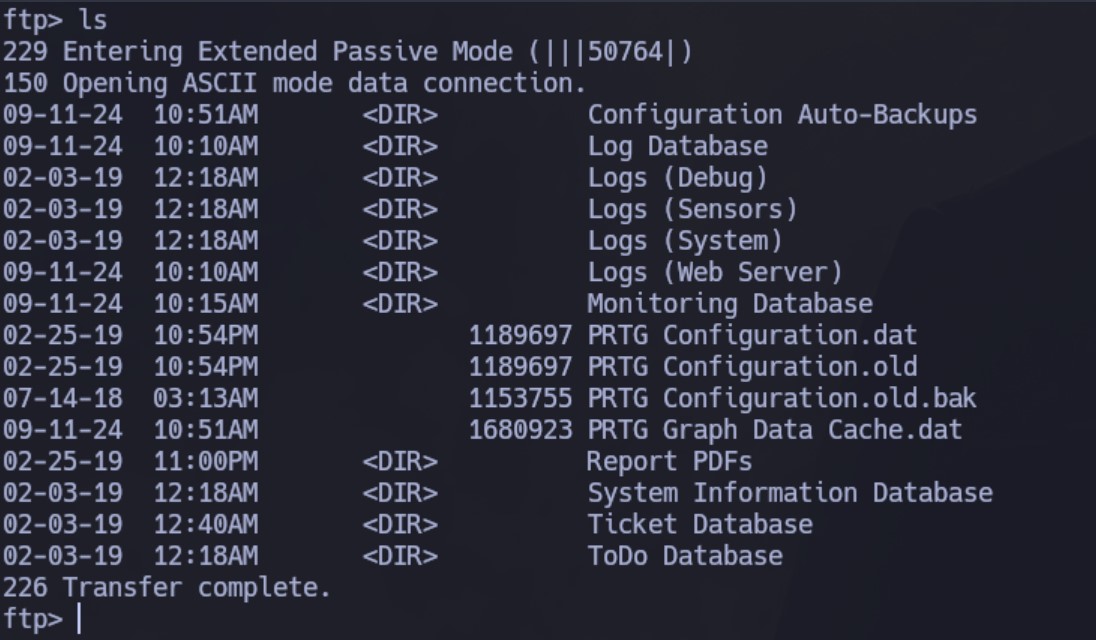 ftp> ls
229 Entering Extended Passive Mode (|||50764|)
150 Opening ASCII mode data connection.
09-11-24  10:51AM       <DIR>          Configuration Auto-Backups
09-11-24  10:10AM       <DIR>          Log Database
02-03-19  12:18AM       <DIR>          Logs (Debug)
02-03-19  12:18AM       <DIR>          Logs (Sensors)
02-03-19  12:18AM       <DIR>          Logs (System)
09-11-24  10:10AM       <DIR>          Logs (Web Server)
09-11-24  10:15AM       <DIR>          Monitoring Database
02-25-19  10:54PM              1189697 PRTG Configuration.dat
02-25-19  10:54PM              1189697 PRTG Configuration.old
07-14-18  03:13AM              1153755 PRTG Configuration.old.bak
09-11-24  10:51AM              1680923 PRTG Graph Data Cache.dat
02-25-19  11:00PM       <DIR>          Report PDFs
02-03-19  12:18AM       <DIR>          System Information Database
02-03-19  12:40AM       <DIR>          Ticket Database
02-03-19  12:18AM       <DIR>          ToDo Database
226 Transfer complete.
ftp>